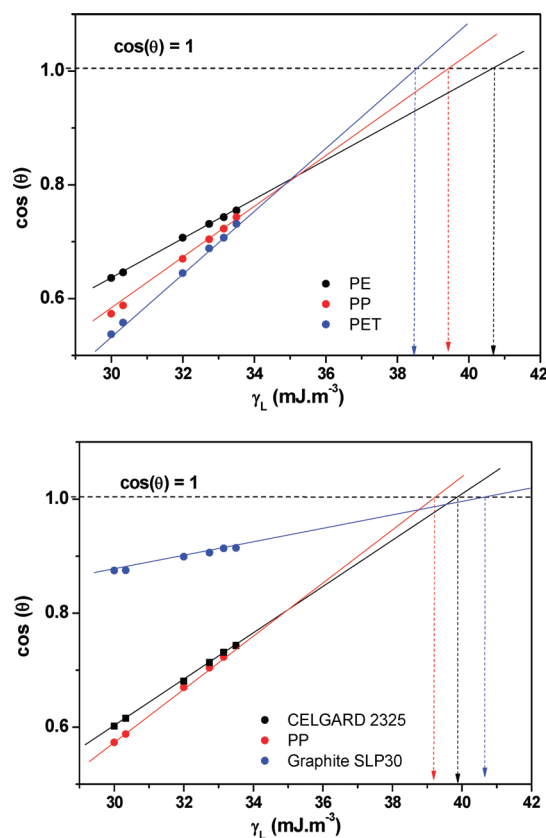 cos(θ) = 1
1.0
0.8
0.6
cos (θ)
PE
PP
PET
30 32 34 36 38 40 42
γL (mJ.m-3)
cos(θ) = 1
1.0
0.8
0.6
cos (θ)
CELGARD 2325
PP
Graphite SLP30
30 32 34 36 38 40 42
γL (mJ.m-3)